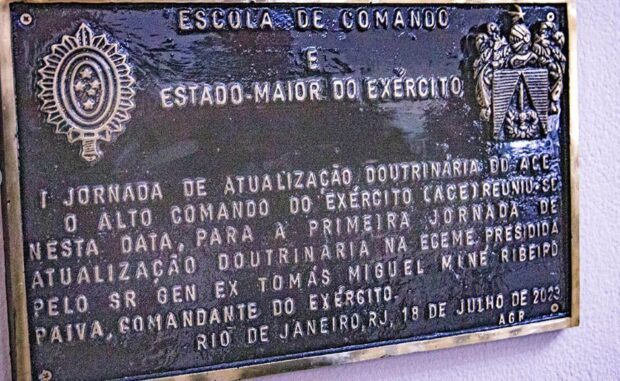 ESCOLA DE COMANDO
E
ESTADO-MAIOR DO EXÉRCITO
I JORNADA DE ATUALIZAÇÃO DOUTRINÁRIA DO ACE
O ALTO COMANDO DO EXÉRCITO (ACE) REUNIU-SE
NESTA DATA, PARA A PRIMEIRA JORNADA DE
ATUALIZAÇÃO DOUTRINÁRIA NA ECEME, PRESIDIDA
PELO SR GEN EX TOMÁS MIGUEL MINÉ RIBEIRO
PAIVA, COMANDANTE DO EXÉRCITO.
RIO DE JANEIRO, RJ, 18 DE JULHO DE 2023
AGR